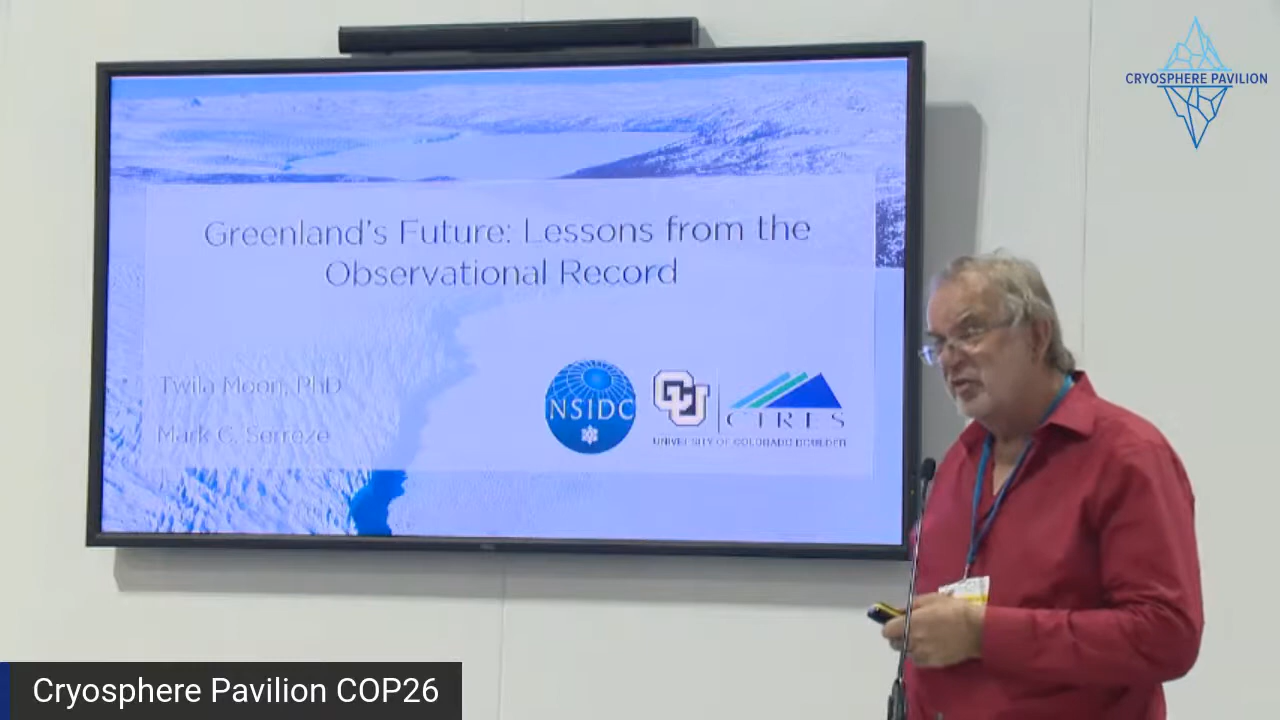 CRYOSPHERE PAVILION
Greenland's Future: Lessons from the
Observational Record
Twila Moon, PhD
Mark C. Serreze
NSIDC
CU
CIRES
UNIVERSITY OF COLORADO BOULDER
Cryosphere Pavilion COP26